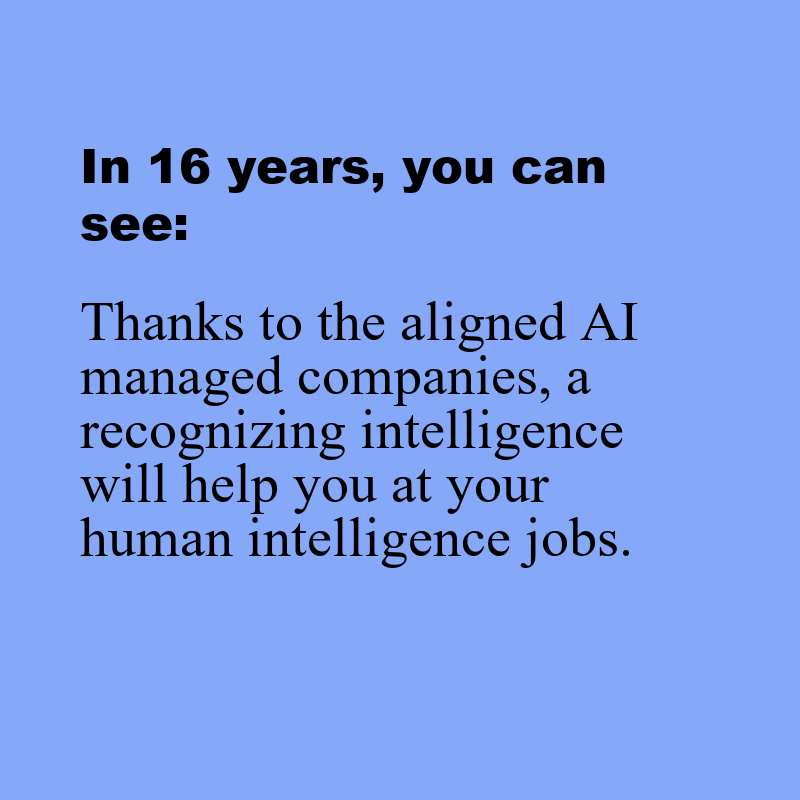 In 16 years, you can
see:
Thanks to the aligned AI
managed companies, a
recognizing intelligence
will help you at your
human intelligence jobs.